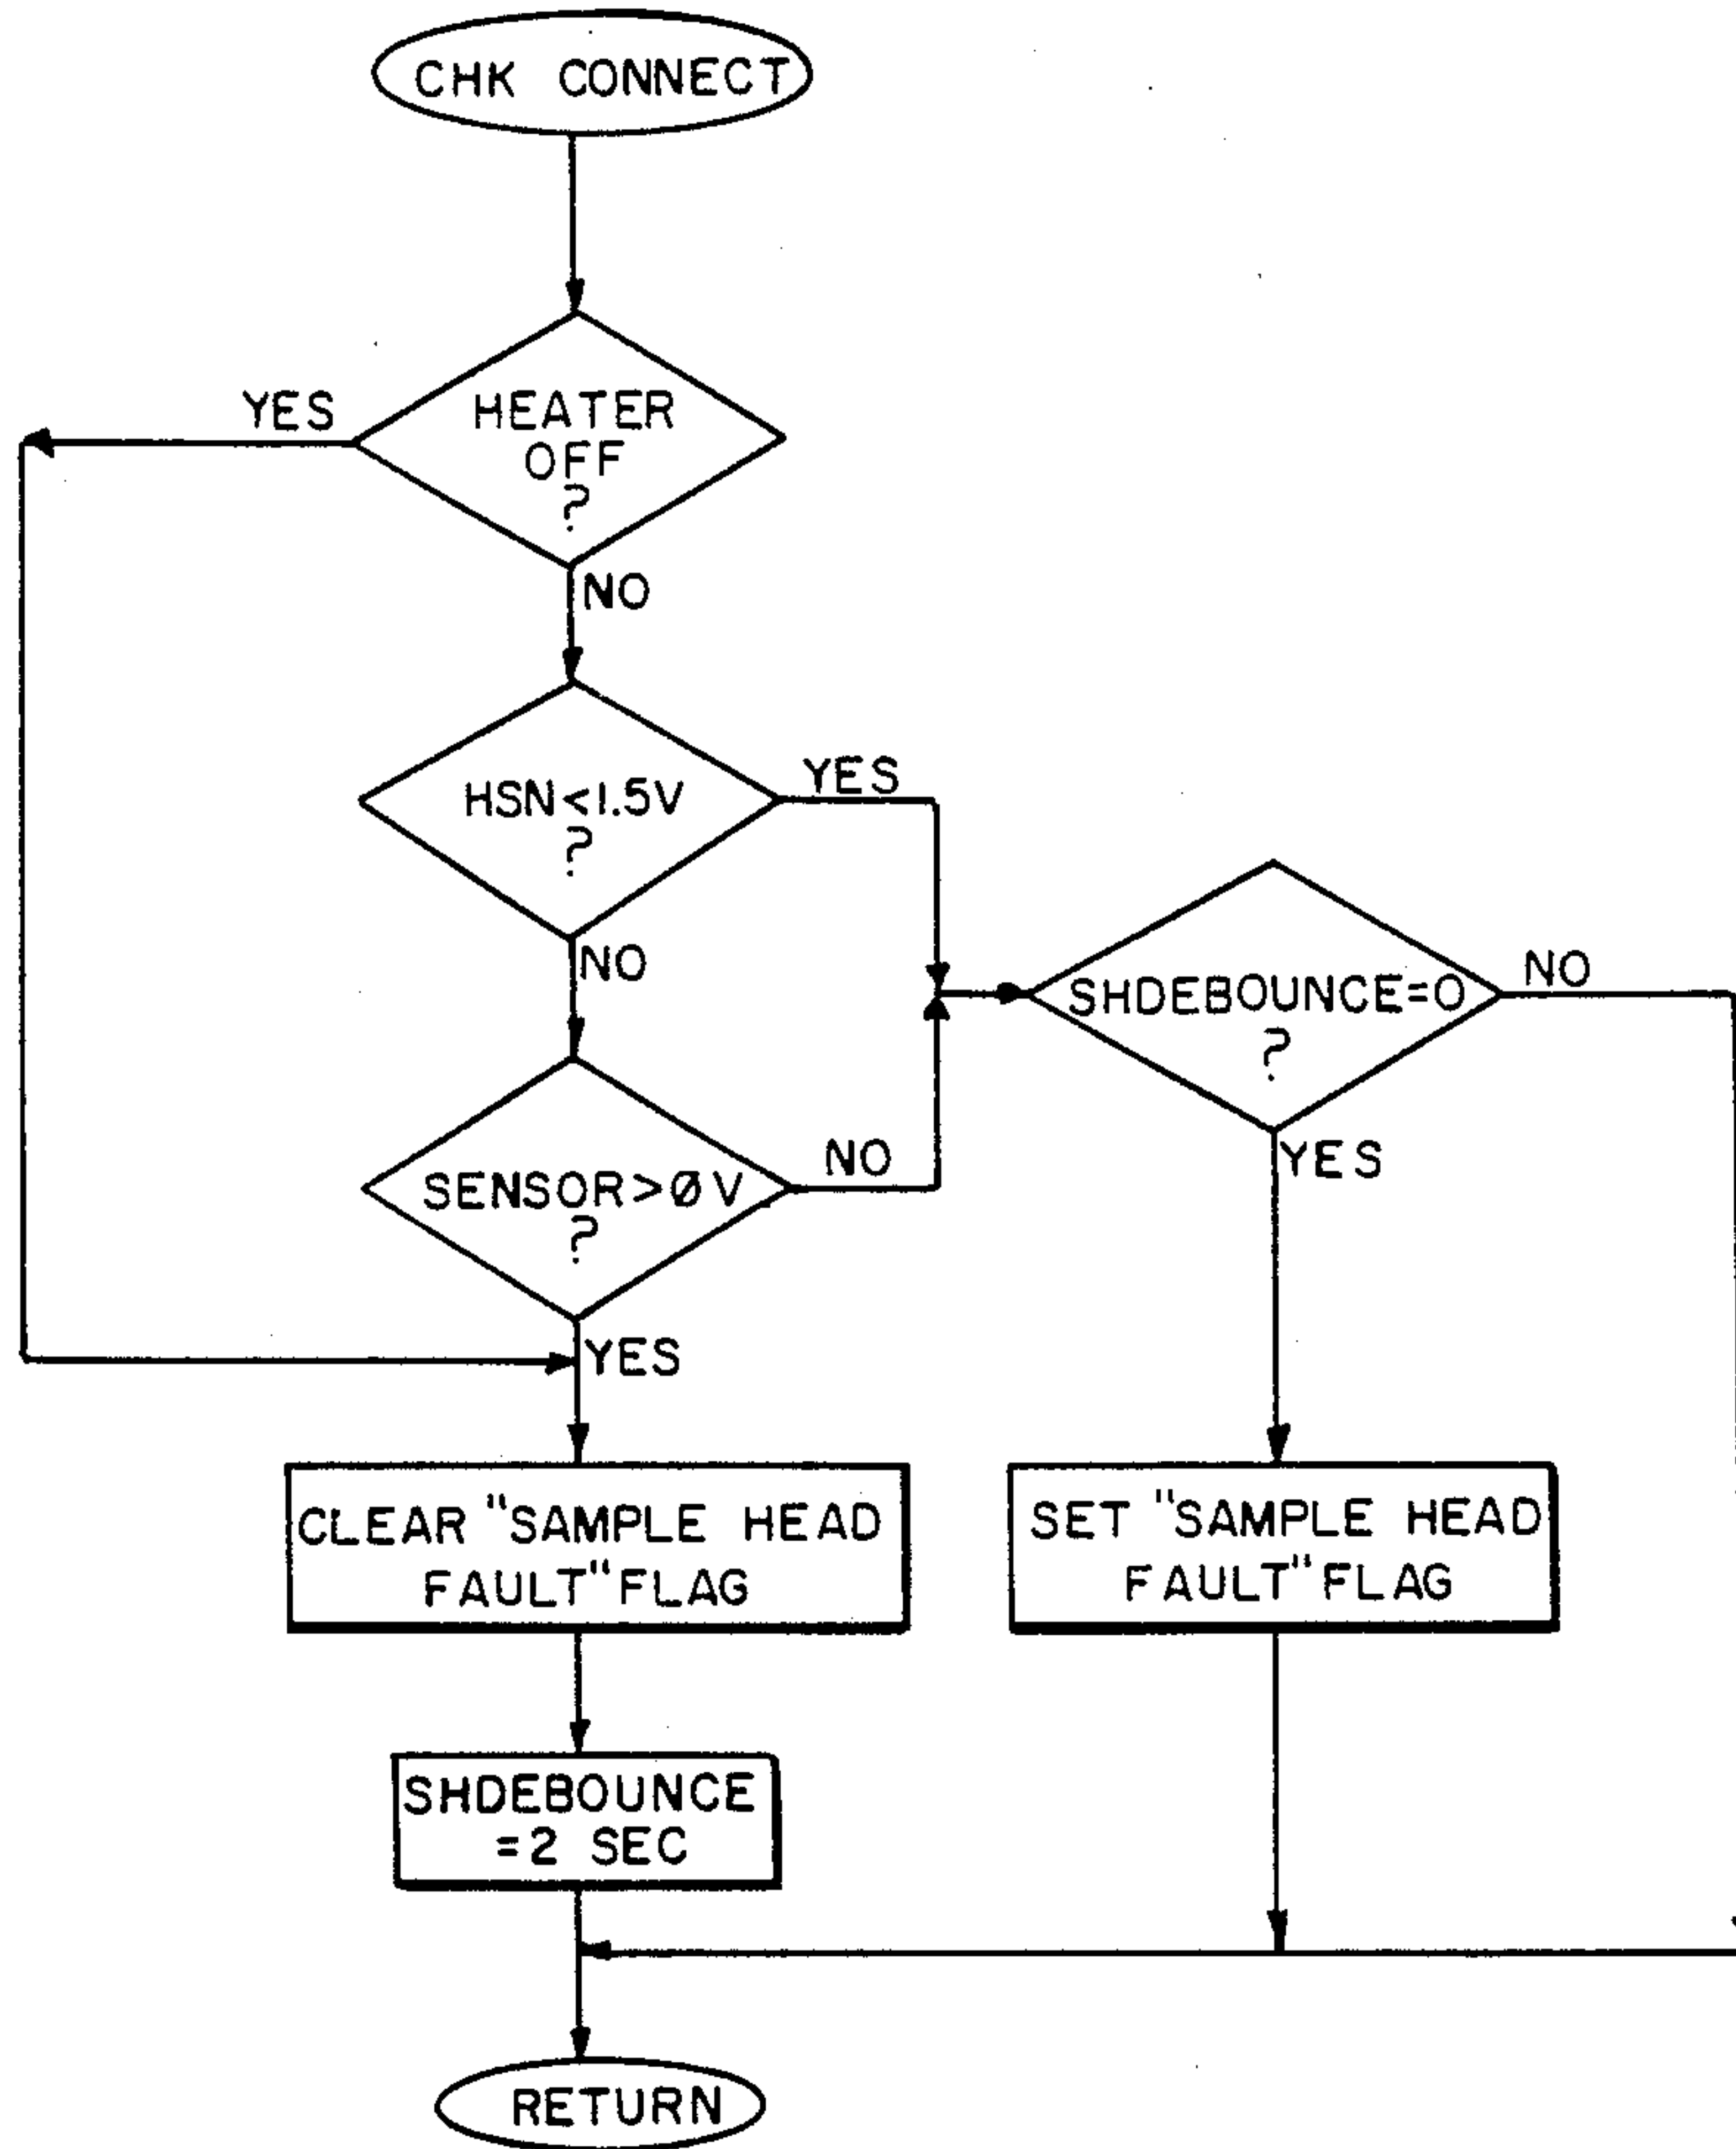 CHK CONNECT
YES
HEATER
OFF
?
NO
HSN<1.5V
?
YES
NO
SHDEBOUNCE=0
?
NO
YES
SENSOR>0V
?
NO
YES
CLEAR "SAMPLE HEAD
FAULT" FLAG
SET "SAMPLE HEAD
FAULT" FLAG
SHDEBOUNCE
=2 SEC
RETURN